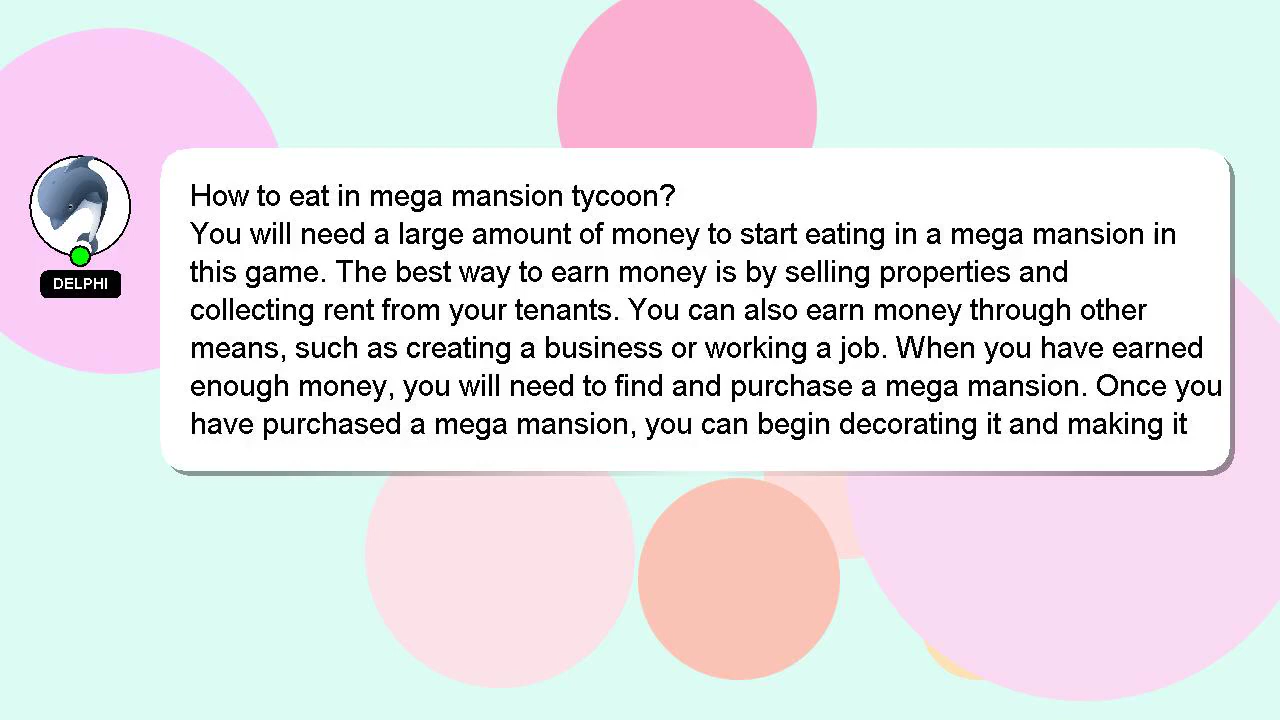 How to eat in mega mansion tycoon?
You will need a large amount of money to start eating in a mega mansion in
this game. The best way to earn money is by selling properties and
collecting rent from your tenants. You can also earn money through other
means, such as creating a business or working a job. When you have earned
enough money, you will need to find and purchase a mega mansion. Once you
have purchased a mega mansion, you can begin decorating it and making it
DELPHI